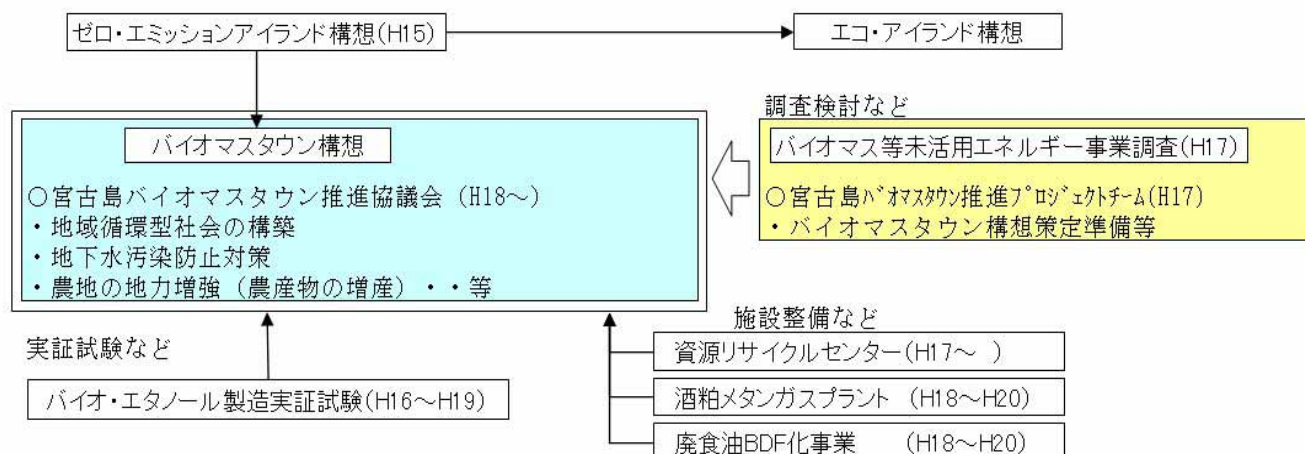 ゼロ・エミッションアイランド構想(H15)
エコ・アイランド構想
バイオマスタウン構想
○宮古島バイオマスタウン推進協議会（H18～）
・地域循環型社会の構築
・地下水汚染防止対策
・農地の地力増強（農産物の増産）・・等
調査検討など
バイオマス等未活用エネルギー事業調査(H17)
○宮古島ﾊﾞｲｵﾏｽﾀｳﾝ推進ﾌﾟﾛｼﾞｪｸﾄﾁｰﾑ(H17)
・バイオマスタウン構想策定準備等
実証試験など
バイオ・エタノール製造実証試験(H16～H19)
施設整備など
資源リサイクルセンター(H17～ )
酒粕メタンガスプラント (H18～H20)
廃食油BDF化事業 (H18～H20)